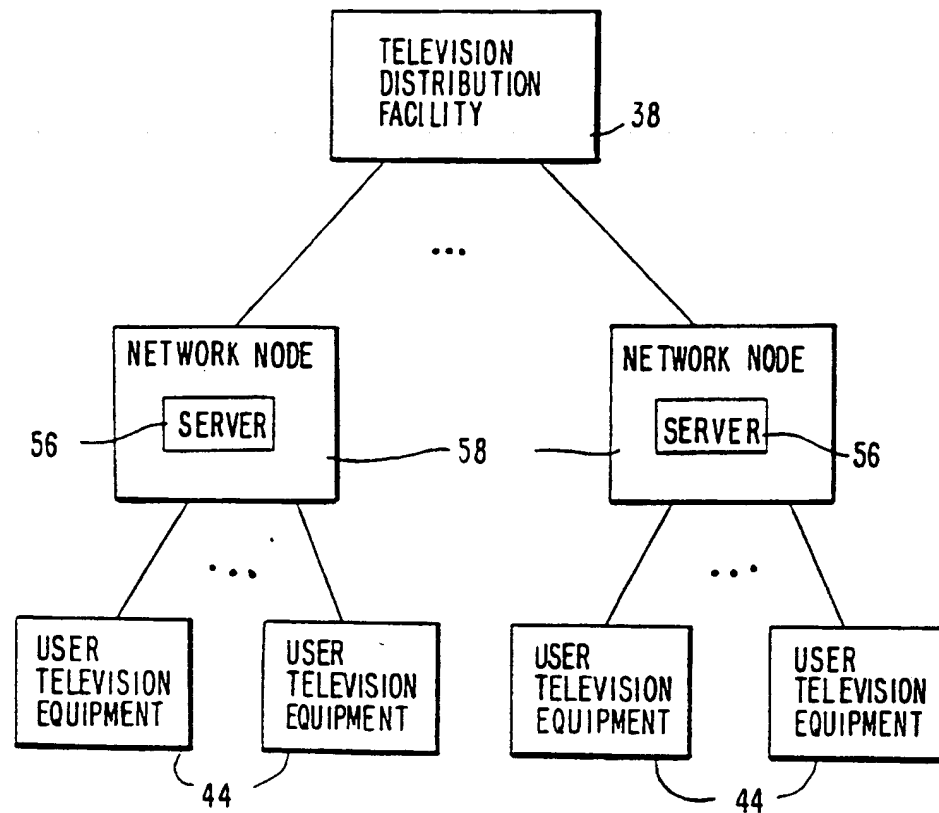 TELEVISION
DISTRIBUTION
FACILITY
38
...
NETWORK NODE
SERVER
56
58
NETWORK NODE
SERVER
56
... 
USER
TELEVISION
EQUIPMENT
USER
TELEVISION
EQUIPMENT
44
...
USER
TELEVISION
EQUIPMENT
USER
TELEVISION
EQUIPMENT
44